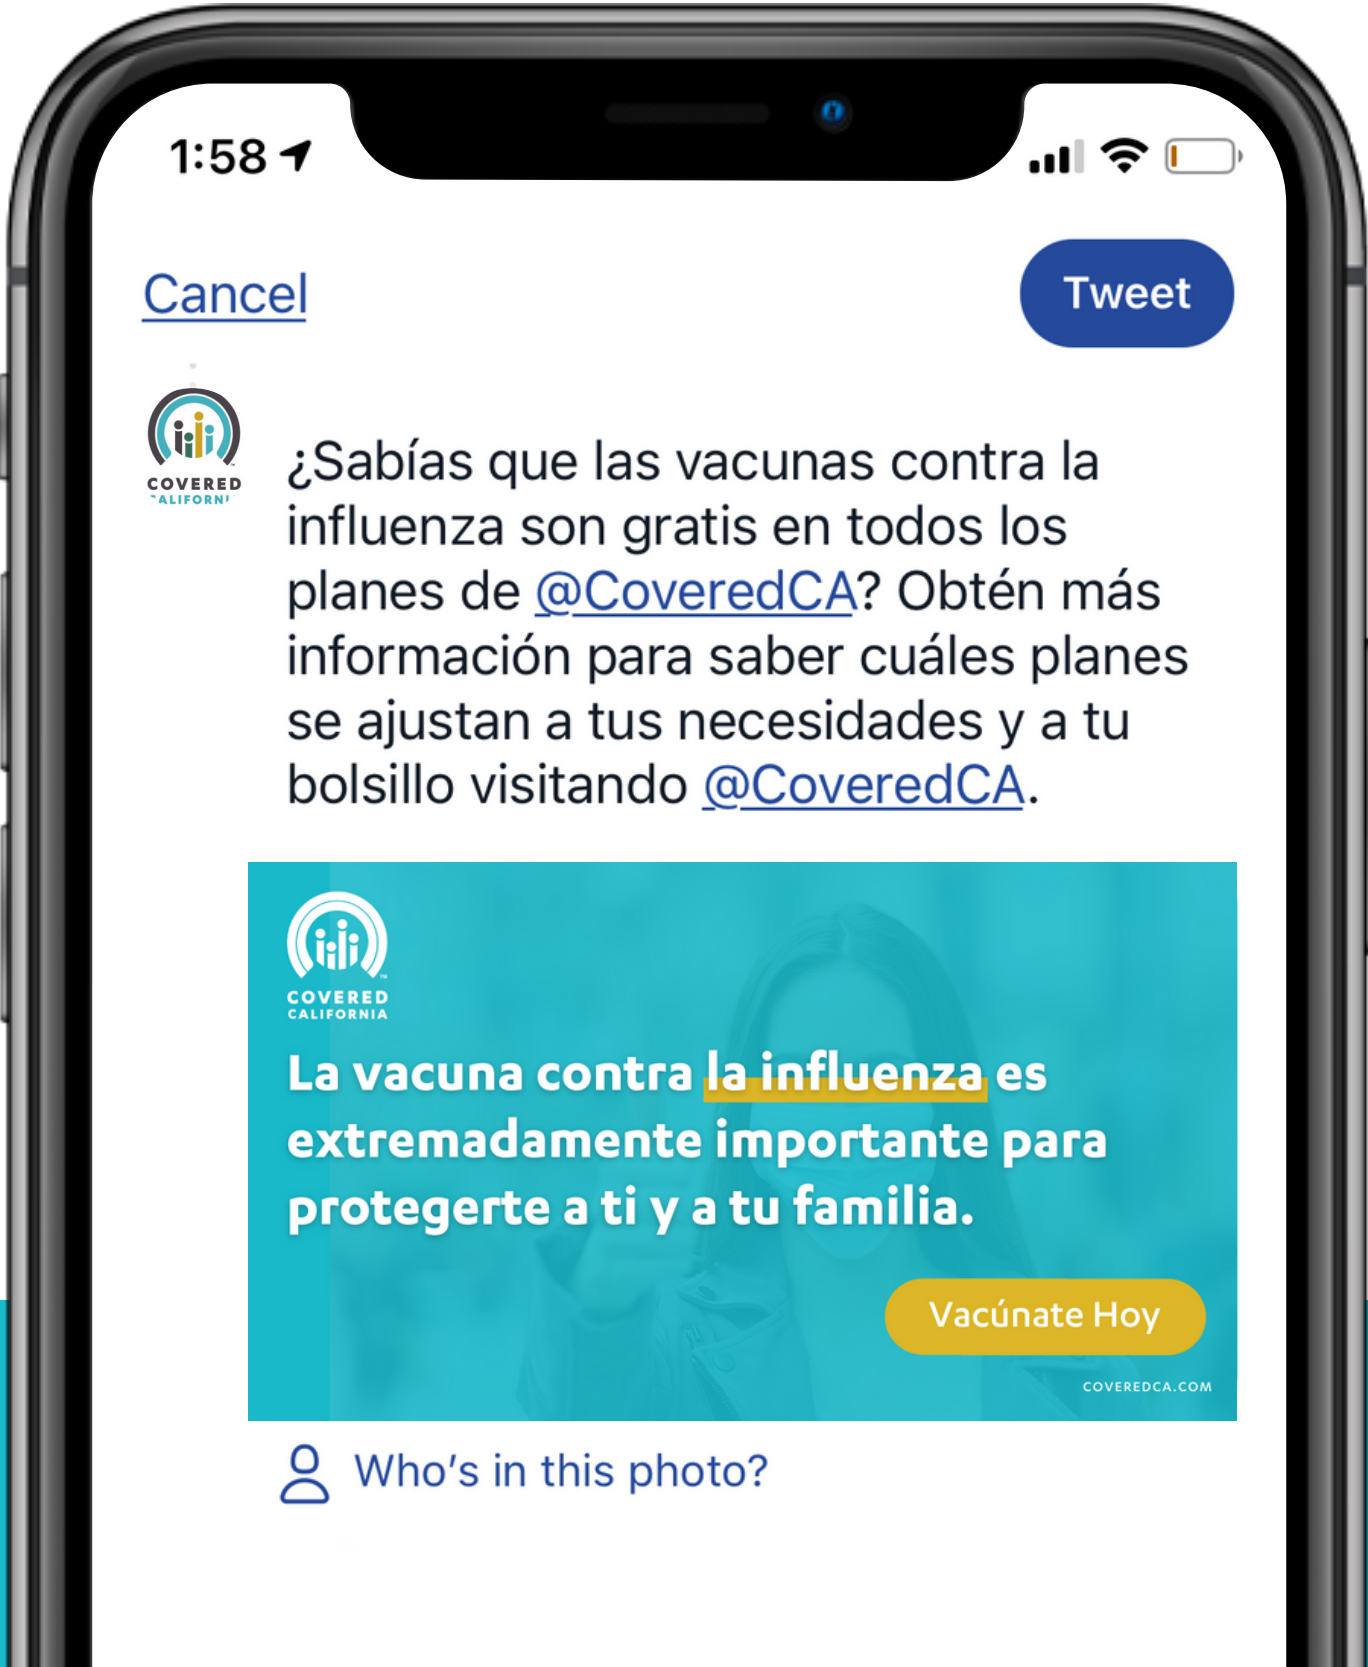 1:58
Cancel
Tweet
COVERED
CALIFORNIA
¿Sabías que las vacunas contra la
influenza son gratis en todos los
planes de @CoveredCA? Obtén más
información para saber cuáles planes
se ajustan a tus necesidades y a tu
bolsillo visitando @CoveredCA.
COVERED
CALIFORNIA
La vacuna contra la influenza es
extremadamente importante para
protegerte a ti y a tu familia.
Vacúnate Hoy
COVEREDCA.COM
Who's in this photo?